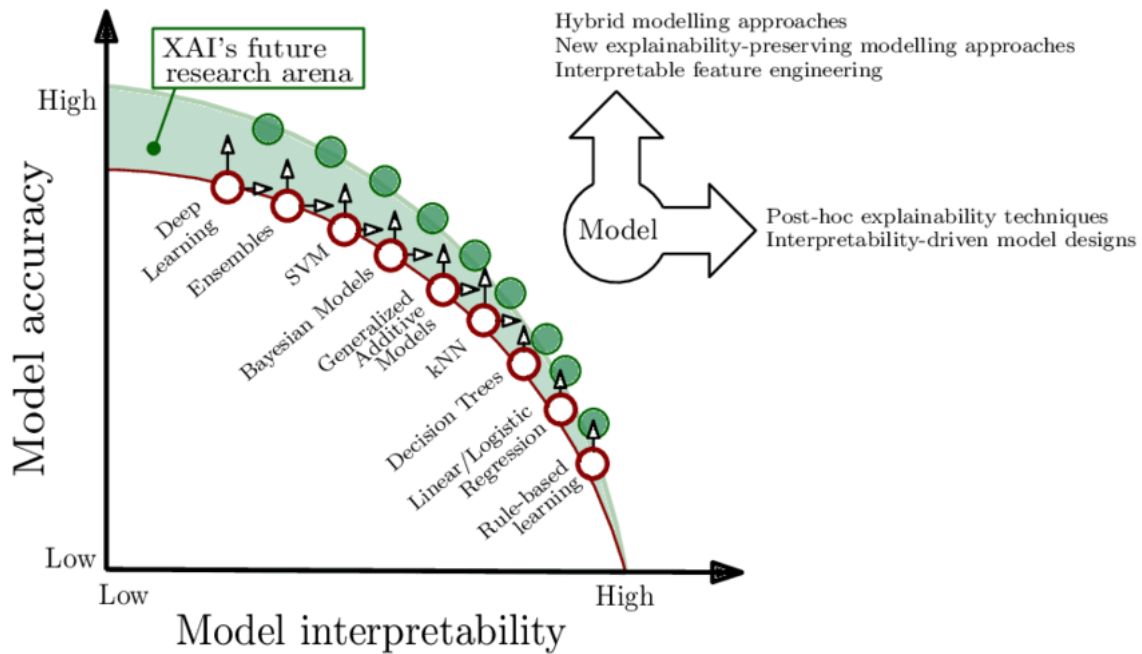 XAI's future
research arena
High
Model accuracy
Low
Low
High
Model interpretability
Deep
Learning
Ensembles
SVM
Bayesian Models
Generalized
Additive
Models
kNN
Decision Trees
Linear/Logistic
Regression
Rule-based
learning
Hybrid modelling approaches
New explainability-preserving modelling approaches
Interpretable feature engineering
Model
Post-hoc explainability techniques
Interpretability-driven model designs